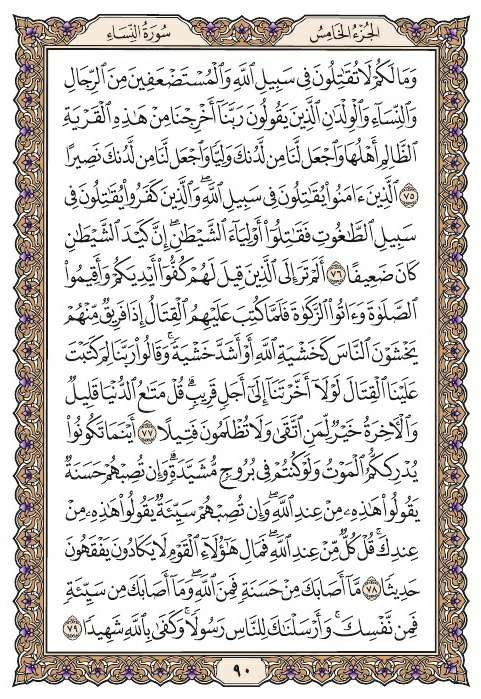 الجزء الخامس
سورة النساء
وَمَا لَكُمْ لَا تُقَٰتِلُونَ فِى سَبِيلِ ٱللَّهِ وَٱلْمُسْتَضْعَفِينَ مِنَ ٱلرِّجَالِ
وَٱلنِّسَآءِ وَٱلْوِلْدَٰنِ ٱلَّذِينَ يَقُولُونَ رَبَّنَآ أَخْرِجْنَا مِنْ هَٰذِهِ ٱلْقَرْيَةِ
ٱلظَّالِمِ أَهْلُهَا وَٱجْعَل لَّنَا مِن لَّدُنكَ وَلِيًّا وَٱجْعَل لَّنَا مِن لَّدُنكَ نَصِيرًا
۝٧٥ ٱلَّذِينَ ءَامَنُوا۟ يُقَٰتِلُونَ فِى سَبِيلِ ٱللَّهِۖ وَٱلَّذِينَ كَفَرُوا۟ يُقَٰتِلُونَ فِى
سَبِيلِ ٱلطَّٰغُوتِ فَقَٰتِلُوٓا۟ أَوْلِيَآءَ ٱلشَّيْطَٰنِۖ إِنَّ كَيْدَ ٱلشَّيْطَٰنِ
كَانَ ضَعِيفًا ۝٧٦ أَلَمْ تَرَ إِلَى ٱلَّذِينَ قِيلَ لَهُمْ كُفُّوٓا۟ أَيْدِيَكُمْ وَأَقِيمُوا۟
ٱلصَّلَوٰةَ وَءَاتُوا۟ ٱلزَّكَوٰةَ فَلَمَّا كُتِبَ عَلَيْهِمُ ٱلْقِتَالُ إِذَا فَرِيقٌ مِّنْهُمْ
يَخْشَوْنَ ٱلنَّاسَ كَخَشْيَةِ ٱللَّهِ أَوْ أَشَدَّ خَشْيَةًۚ وَقَالُوا۟ رَبَّنَا لِمَ كَتَبْتَ
عَلَيْنَا ٱلْقِتَالَ لَوْلَآ أَخَّرْتَنَآ إِلَىٰٓ أَجَلٍ قَرِيبٍۗ قُلْ مَتَٰعُ ٱلدُّنْيَا قَلِيلٌ
وَٱلْءَاخِرَةُ خَيْرٌ لِّمَنِ ٱتَّقَىٰ وَلَا تُظْلَمُونَ فَتِيلًا ۝٧٧ أَيْنَمَا تَكُونُوا۟
يُدْرِككُّمُ ٱلْمَوْتُ وَلَوْ كُنتُمْ فِى بُرُوجٍ مُّشَيَّدَةٍۗ وَإِن تُصِبْهُمْ حَسَنَةٌ
يَقُولُوا۟ هَٰذِهِۦ مِنْ عِندِ ٱللَّهِۖ وَإِن تُصِبْهُمْ سَيِّئَةٌ يَقُولُوا۟ هَٰذِهِۦ مِنْ
عِندِكَۚ قُلْ كُلٌّ مِّنْ عِندِ ٱللَّهِۖ فَمَالِ هَٰٓؤُلَآءِ ٱلْقَوْمِ لَا يَكَادُونَ يَفْقَهُونَ
حَدِيثًا ۝٧٨ مَّآ أَصَابَكَ مِنْ حَسَنَةٍ فَمِنَ ٱللَّهِۖ وَمَآ أَصَابَكَ مِن سَيِّئَةٍ
فَمِن نَّفْسِكَۚ وَأَرْسَلْنَٰكَ لِلنَّاسِ رَسُولًاۚ وَكَفَىٰ بِٱللَّهِ شَهِيدًا ۝٧٩
٩٠